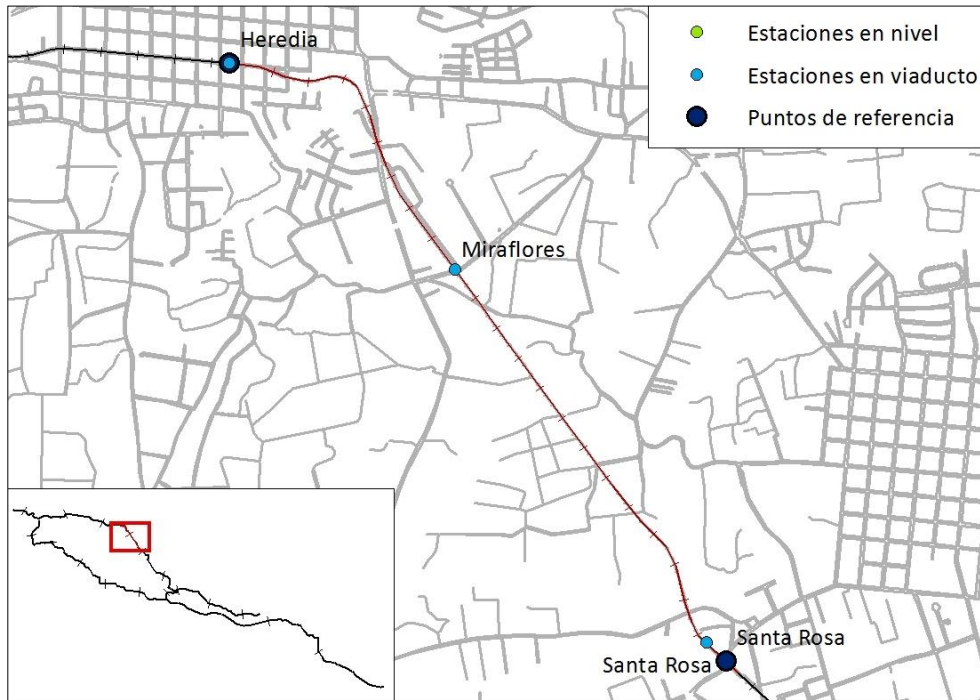 Heredia
Estaciones en nivel
Estaciones en viaducto
Puntos de referencia
Miraflores
Santa Rosa
Santa Rosa